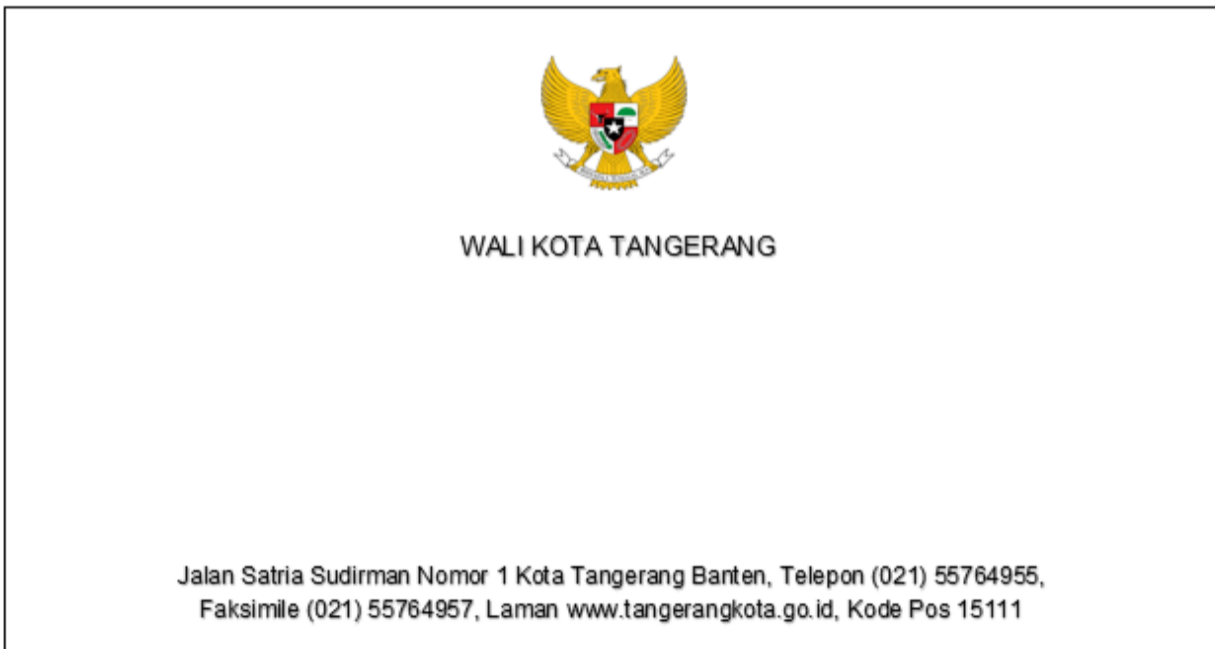 WALI KOTA TANGERANG
Jalan Satria Sudirman Nomor 1 Kota Tangerang Banten, Telepon (021) 55764955,
Faksimile (021) 55764957, Laman www.tangerangkota.go.id, Kode Pos 15111